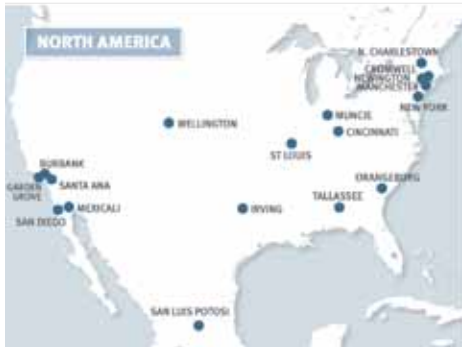 NORTH AMERICA
N. CHARLESTOWN
CROMWELL
NEWINGTON
MANCHESTER
NEW YORK
MUNCIE
WELLINGTON
CINCINNATI
ST LOUIS
BURBANK
ORANGEBURG
GARDEN
GROVE
SANTA ANA
TALLASSEE
MEXICALI
IRVING
SAN DIEGO
SAN LUIS POTOSI